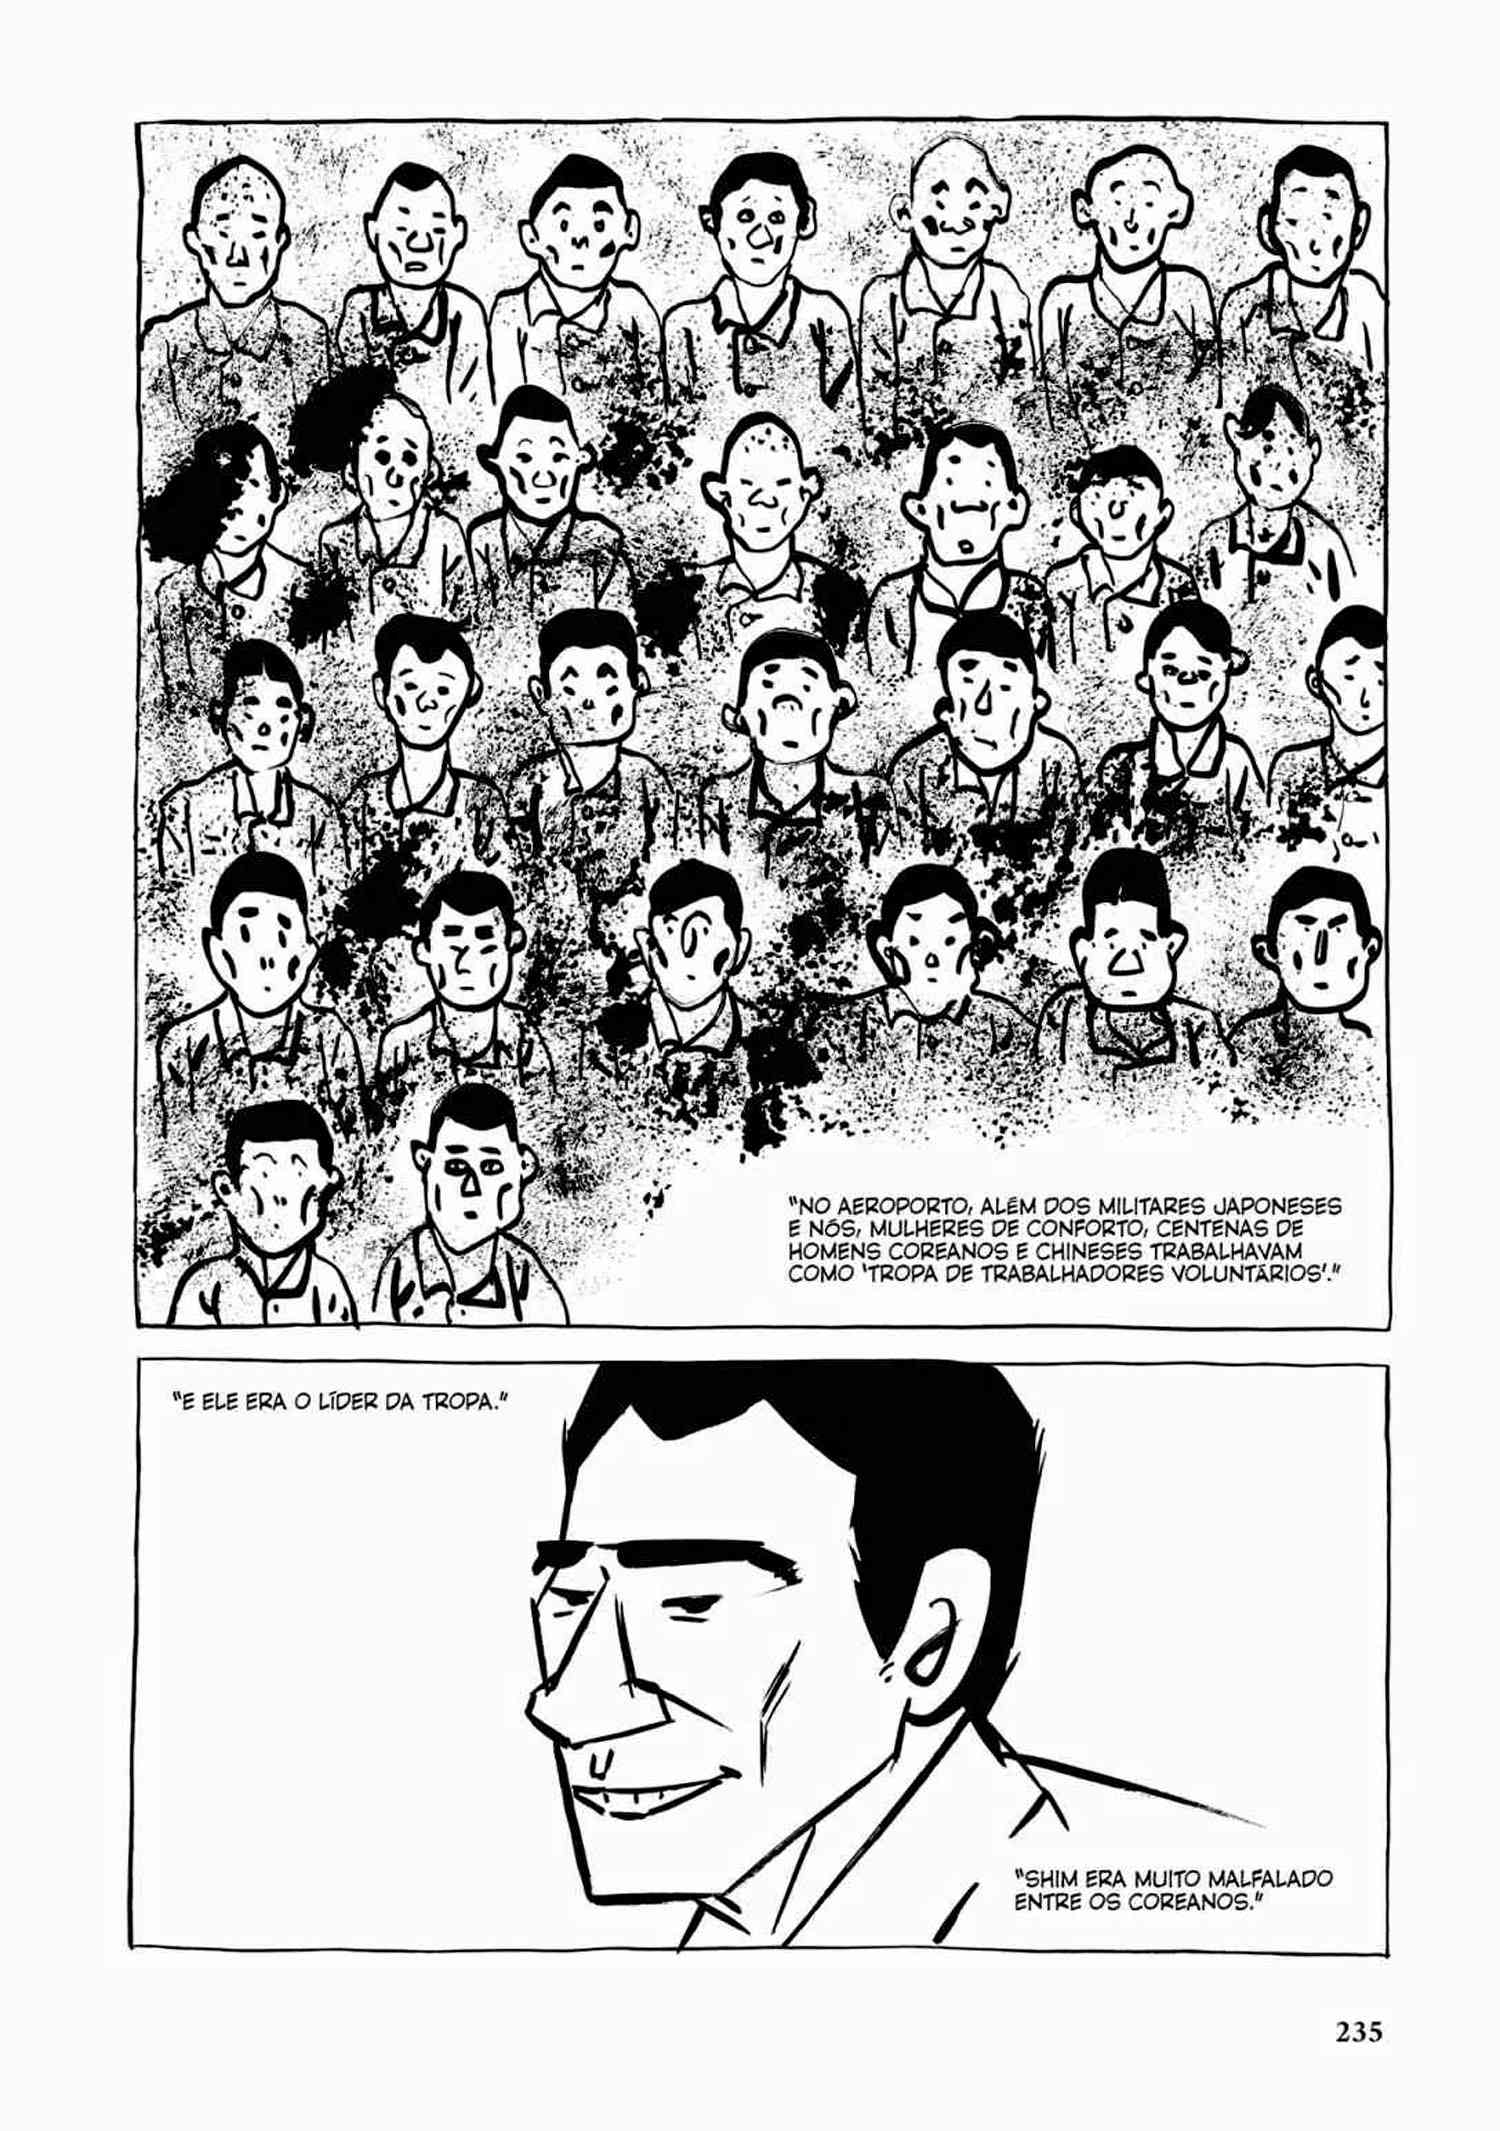 "NO AEROPORTO, ALÉM DOS MILITARES JAPONESES
E NÓS, MULHERES DE CONFORTO, CENTENAS DE
HOMENS COREANOS E CHINESES TRABALHAVAM
COMO 'TROPA DE TRABALHADORES VOLUNTÁRIOS'."
"E ELE ERA O LÍDER DA TROPA."
"SHIM ERA MUITO MALFALADO
ENTRE OS COREANOS."
235